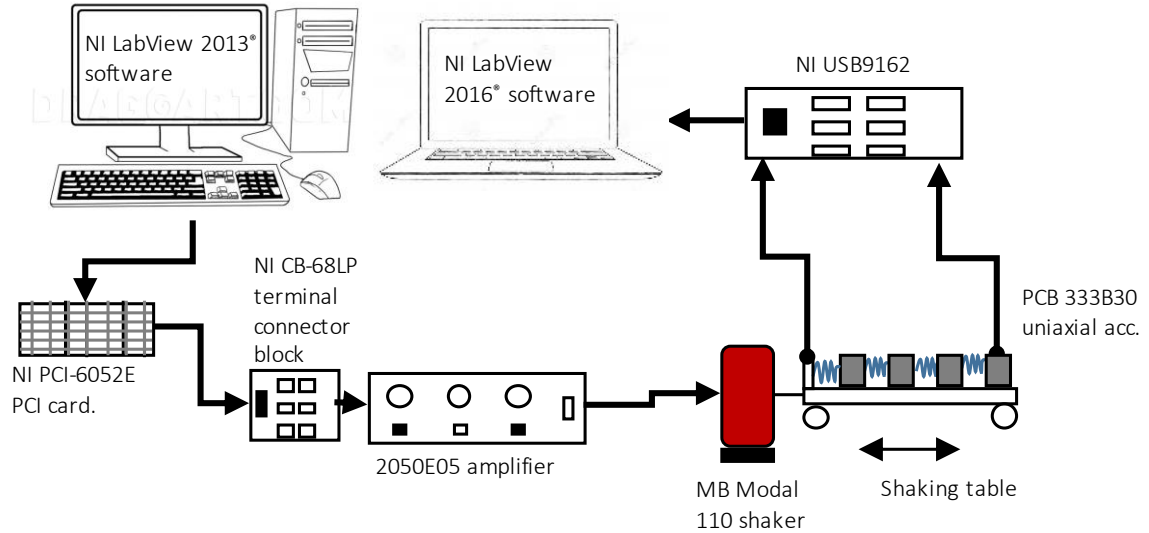 NI LabView 2013®
software
NI LabView
2016® software
NI USB9162
NI CB-68LP
terminal
connector
block
PCB 333B30
uniaxial acc.
NI PCI-6052E
PCI card.
2050E05 amplifier
MB Modal
110 shaker
Shaking table